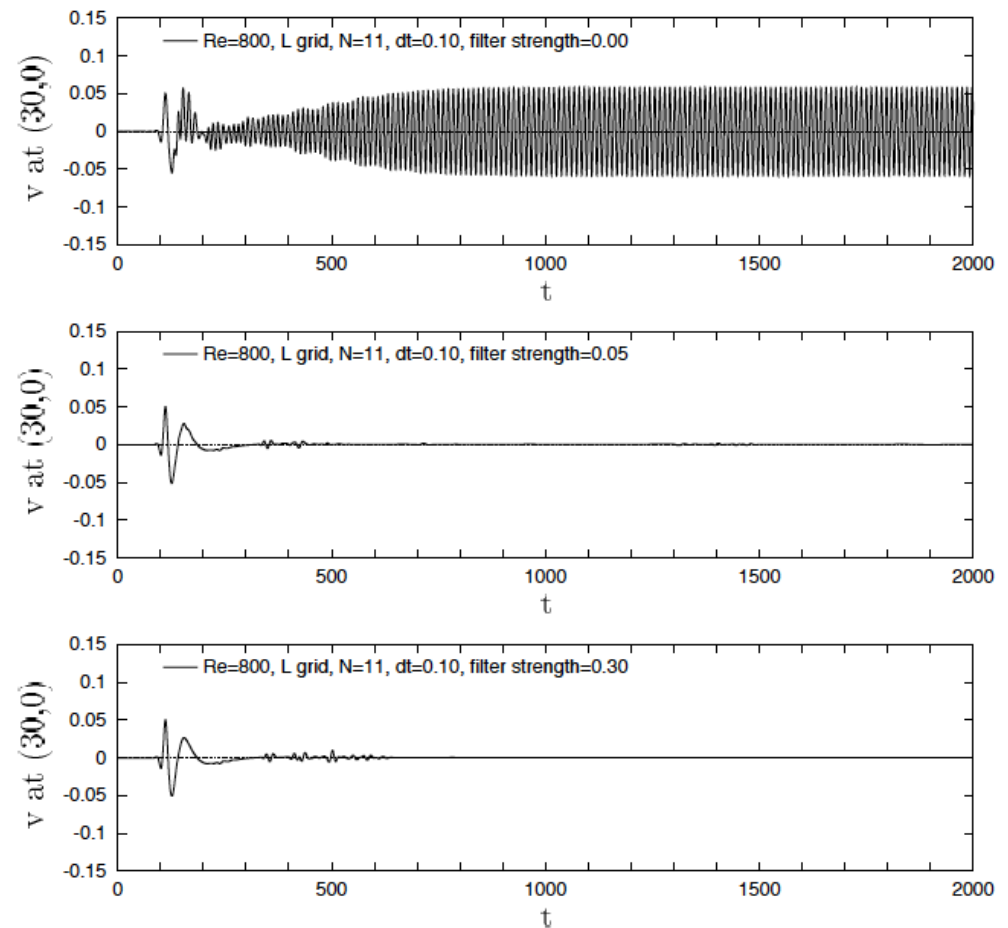 0.15
0.1
0.05
0
-0.05
-0.1
-0.15
v at (30,0)
Re=800, L grid, N=11, dt=0.10, filter strength=0.00
0 500 1000 1500 2000
t
0.15
0.1
0.05
0
-0.05
-0.1
-0.15
v at (30,0)
Re=800, L grid, N=11, dt=0.10, filter strength=0.05
0 500 1000 1500 2000
t
0.15
0.1
0.05
0
-0.05
-0.1
-0.15
v at (30,0)
Re=800, L grid, N=11, dt=0.10, filter strength=0.30
0 500 1000 1500 2000
t